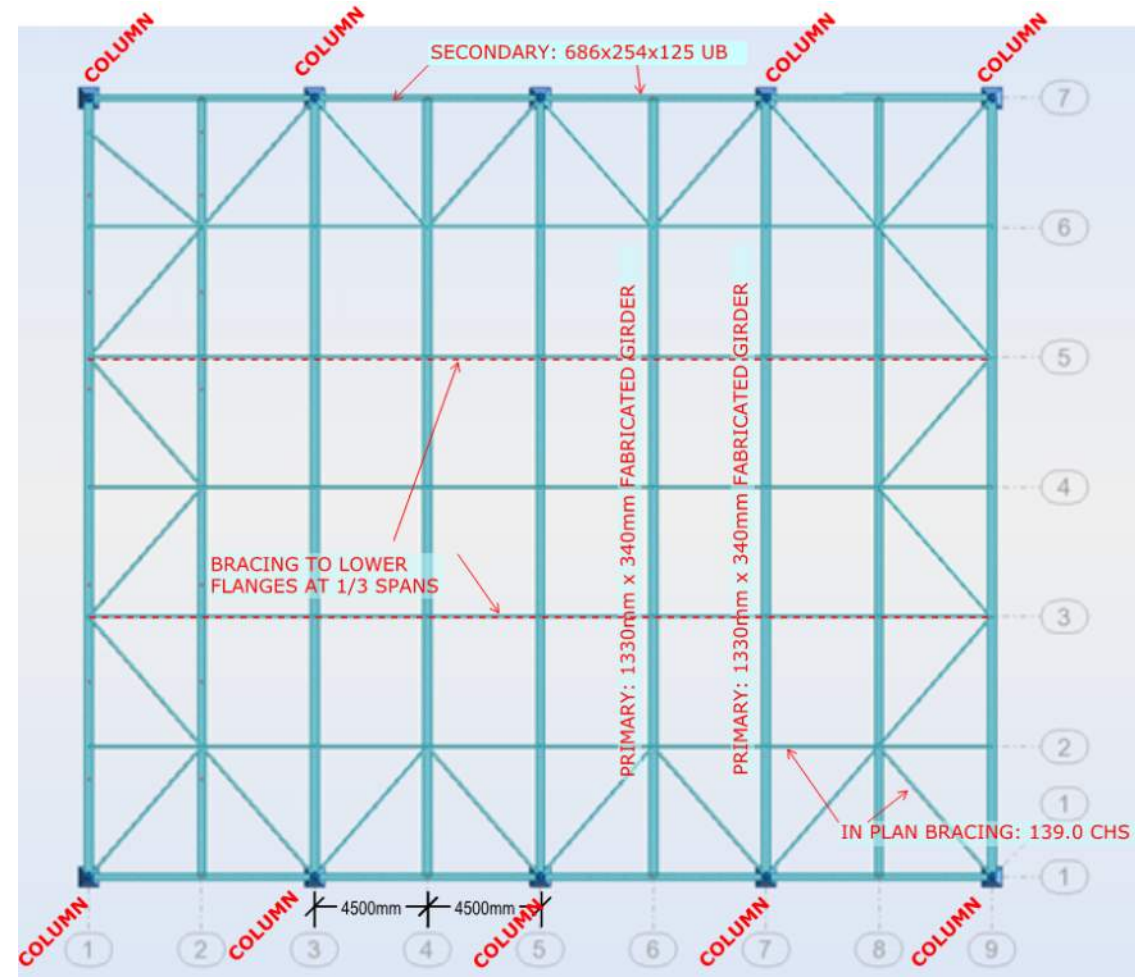 COLUMN
COLUMN
COLUMN
COLUMN
SECONDARY: 686x254x125 UB
7
6
5
4
3
2
1
1
PRIMARY: 1330mm x 340mm FABRICATED GIRDER
PRIMARY: 1330mm x 340mm FABRICATED GIRDER
BRACING TO LOWER
FLANGES AT 1/3 SPANS
IN PLAN BRACING: 139.0 CHS
4500mm
4500mm
COLUMN
COLUMN
COLUMN
COLUMN
COLUMN
1
2
3
4
5
6
7
8
9